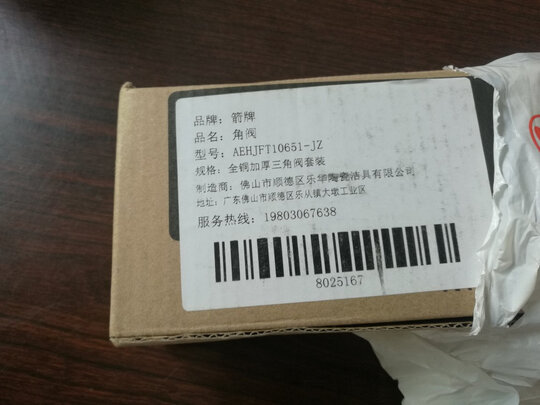 品牌：箭牌
品名：角阀
型号：AEHJFT10651-JZ
规格：全铜加厚三角阀套装
制造商：佛山市顺德区乐华陶瓷洁具有限公司
地址：广东佛山市顺德区乐从镇大墩工业区
服务热线：19803067638
8025167